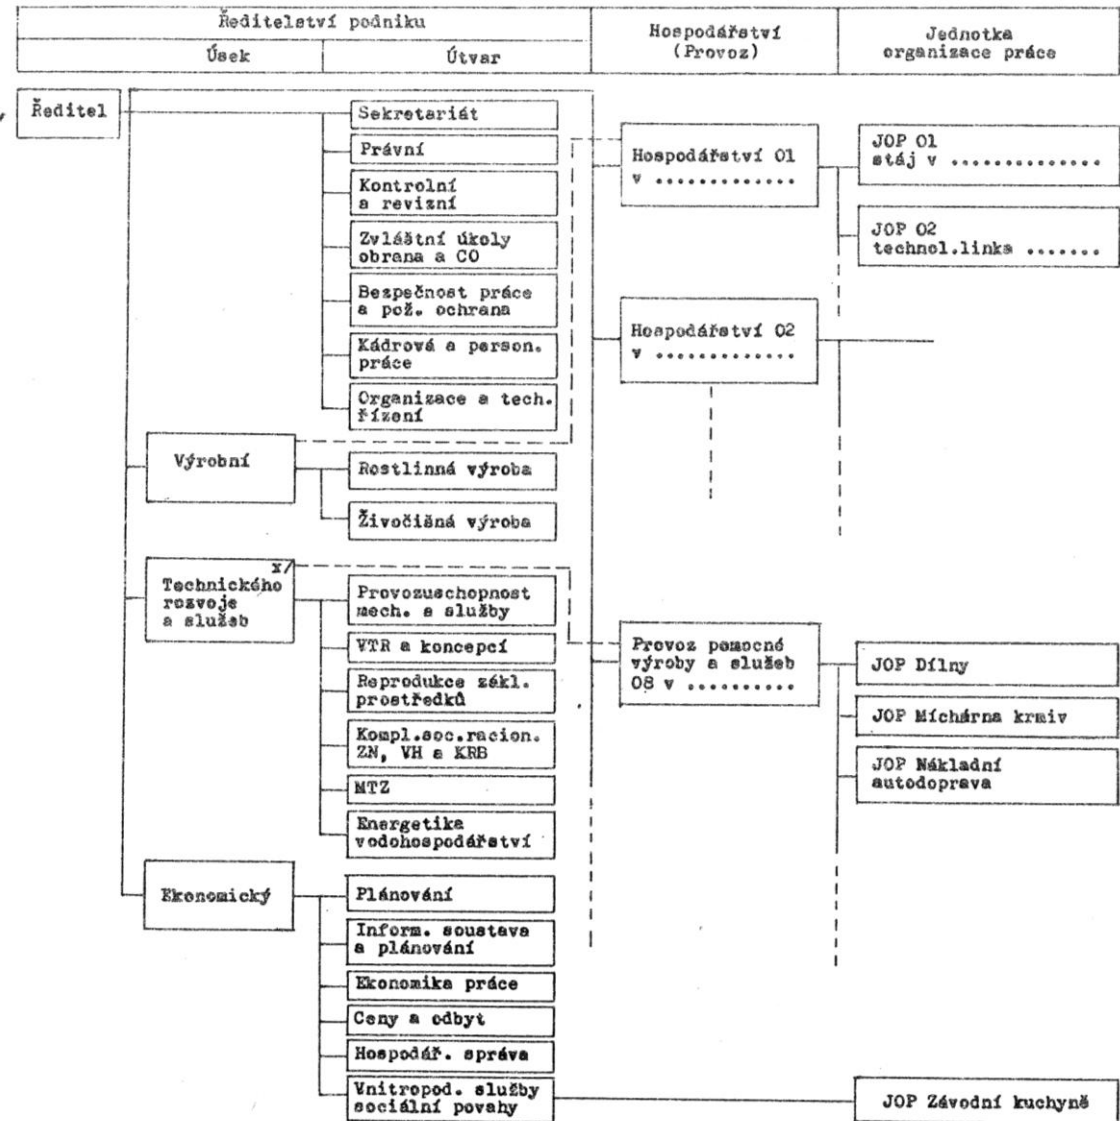 Ředitelství podniku
Hospodářství
(Provoz)
Jednotka
organizace práce
Úsek
Útvar
Ředitel
Sekretariát
Právní
Kontrolní
a revizní
Zvláštní úkoly
obrana a CO
Bezpečnost práce
a pož. ochrana
Kádrová a person.
práce
Organizace a tech.
řízení
Hospodářství 01
v .............
JOP 01
stáj v ..............
JOP 02
technol.linka .......
Hospodářství 02
v .............
Výrobní
Rostlinná výroba
Živočišná výroba
x/
Technického
rozvoje
a služeb
Provozuschopnost
mech. a služby
VTR a koncepcí
Reprodukce zákl.
prostředků
Kompl.soc.racion.
ZN, VH a KRB
MTZ
Energetika
vodohospodářství
Provoz pomocné
výroby a služeb
08 v ..........
JOP Dílny
JOP Míchárna krmiv
JOP Nákladní
autodoprava
Ekonomický
Plánování
Inform. soustava
a plánování
Ekonomika práce
Ceny a odbyt
Hospodář. správa
Vnitropod. služby
sociální povahy
JOP Závodní kuchyně